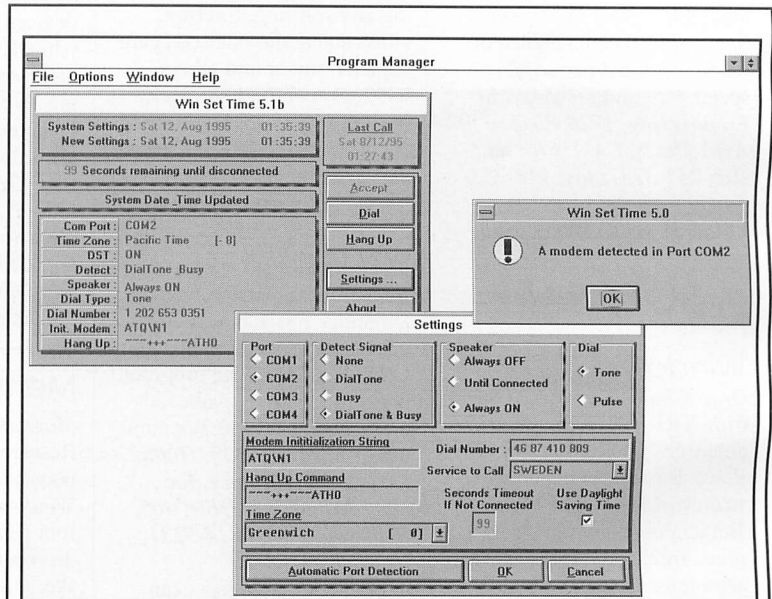 Program Manager
File Options Window Help
Win Set Time 5.1b
System Settings : Sat 12, Aug 1995 01:35:39
New Settings : Sat 12, Aug 1995 01:35:39
Last Call
Sat 8/12/95
01:27:43
99 Seconds remaining until disconnected
System Date _Time Updated
Accept
Dial
Hang Up
Settings ...
About
Com Port : COM2
Time Zone : Pacific Time [- 8]
DST : ON
Detect : DialTone _Busy
Speaker : Always ON
Dial Type : Tone
Dial Number : 1 202 653 0351
Init. Modem : ATQ\N1
Hang Up : ~~~+++~~~ATH0
Win Set Time 5.0
A modem detected in Port COM2
OK
Settings
Port
COM1
COM2
COM3
COM4
Detect Signal
None
DialTone
Busy
DialTone & Busy
Speaker
Always OFF
Until Connected
Always ON
Dial
Tone
Pulse
Modem Inititialization String
ATQ\N1
Hang Up Command
~~~+++~~~ATH0
Time Zone
Greenwich [ 0]
Dial Number : 46 87 410 809
Service to Call SWEDEN
Seconds Timeout
If Not Connected
99
Use Daylight
Saving Time
Automatic Port Detection
OK
Cancel